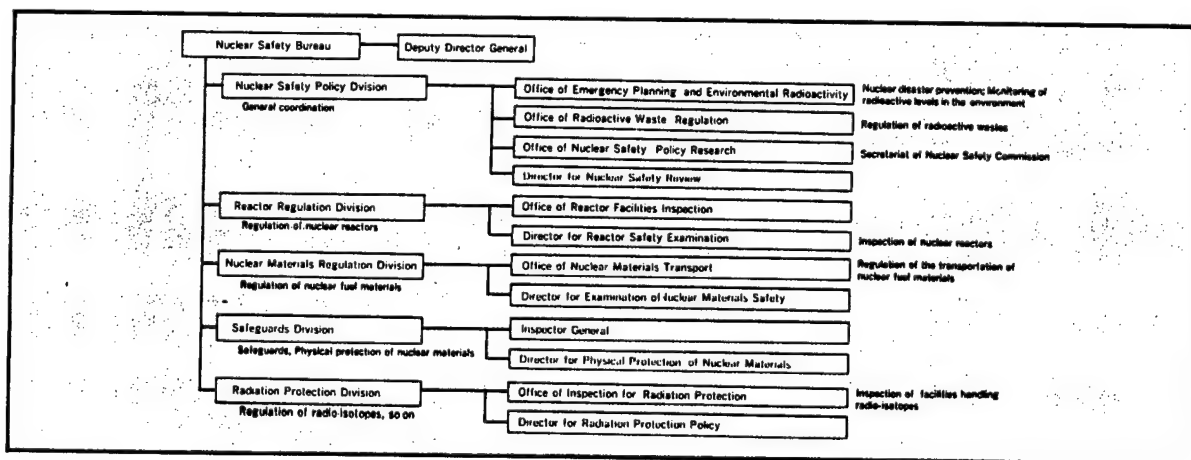 Nuclear Safety Bureau
Deputy Director General
Nuclear Safety Policy Division
General coordination
Office of Emergency Planning and Environmental Radioactivity
Nuclear disaster prevention; Monitoring of
radioactive levels in the environment
Office of Radioactive Waste Regulation
Regulation of radioactive wastes
Office of Nuclear Safety Policy Research
Secretariat of Nuclear Safety Commission
Director for Nuclear Safety Review
Reactor Regulation Division
Regulation of nuclear reactors
Office of Reactor Facilities Inspection
Director for Reactor Safety Examination
Inspection of nuclear reactors
Nuclear Materials Regulation Division
Regulation of nuclear fuel materials
Office of Nuclear Materials Transport
Regulation of the transportation of
nuclear fuel materials
Director for Examination of Nuclear Materials Safety
Safeguards Division
Safeguards, Physical protection of nuclear materials
Inspector General
Director for Physical Protection of Nuclear Materials
Radiation Protection Division
Regulation of radio-isotopes, so on
Office of Inspection for Radiation Protection
Inspection of facilities handling
radio-isotopes
Director for Radiation Protection Policy